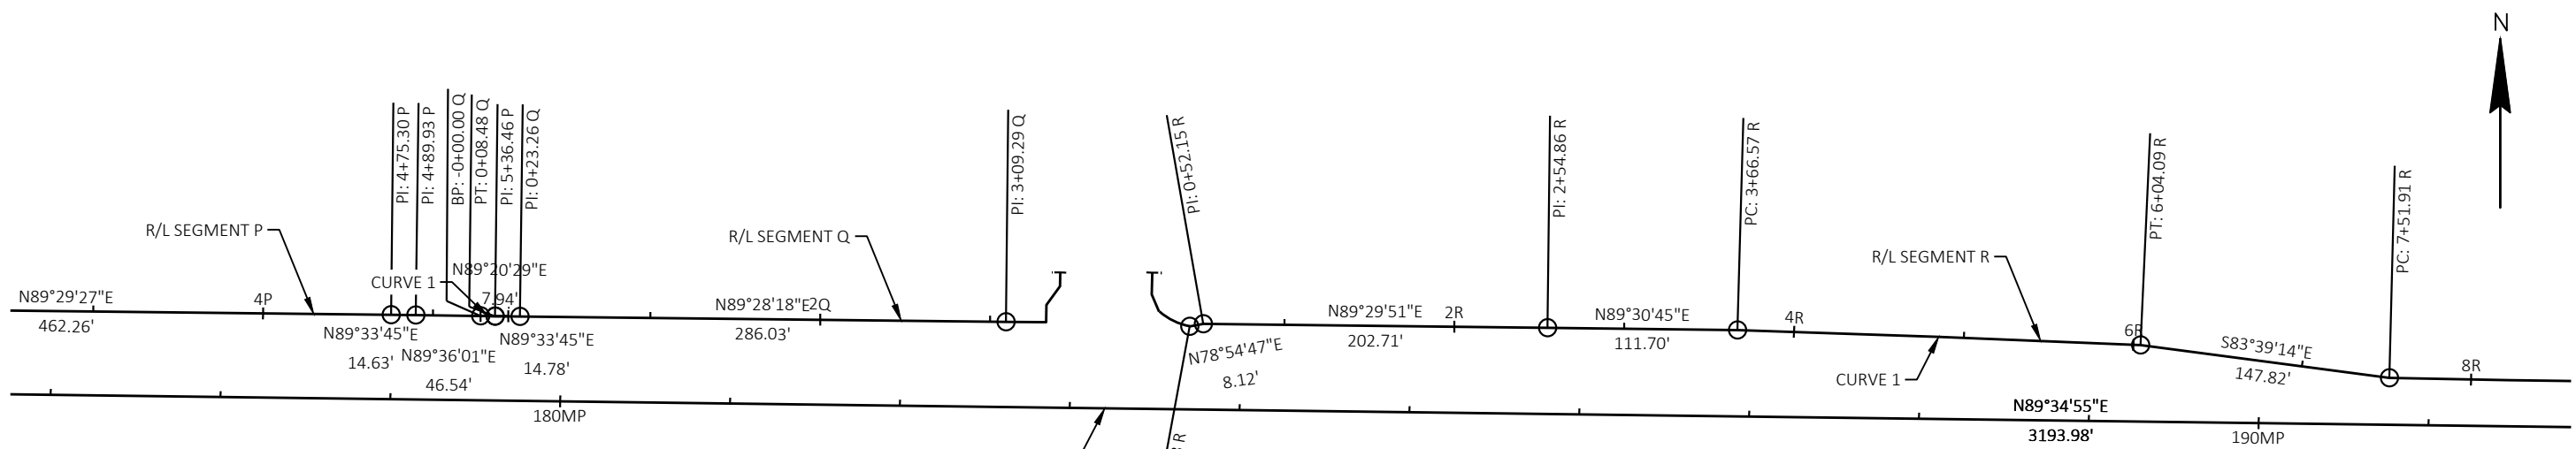 N
PI: 4+75.30 P
PI: 4+89.93 P
BP: -0+00.00 Q
PT: 0+08.48 Q
PI: 5+36.46 P
PI: 0+23.26 Q
PI: 3+09.29 Q
PI: 0+52.15 R
PI: 2+54.86 R
PC: 3+66.57 R
PT: 6+04.09 R
PC: 7+51.91 R
R/L SEGMENT P
R/L SEGMENT Q
R/L SEGMENT R
N89°29'27"E
462.26'
4P
CURVE 1
N89°20'29"E
7.94'
N89°33'45"E
14.63'
N89°36'01"E
46.54'
N89°33'45"E
14.78'
N89°28'18"E
286.03'
2Q
N78°54'47"E
8.12'
N89°29'51"E
202.71'
2R
N89°30'45"E
111.70'
4R
CURVE 1
6R
S83°39'14"E
147.82'
8R
180MP
N89°34'55"E
3193.98'
190MP
R